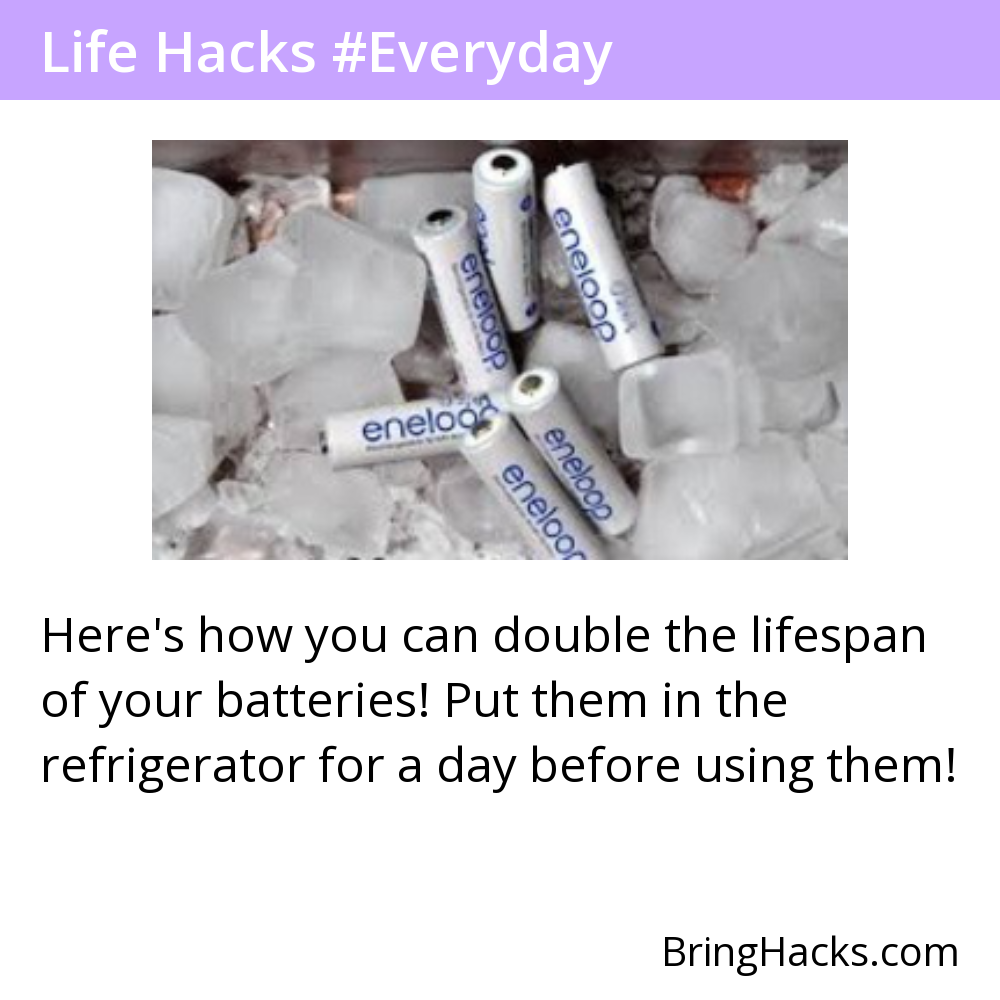 Life Hacks #Everyday
eneloop
eneloop
eneloop
eneloop
eneloop
Here's how you can double the lifespan
of your batteries! Put them in the
refrigerator for a day before using them!
BringHacks.com